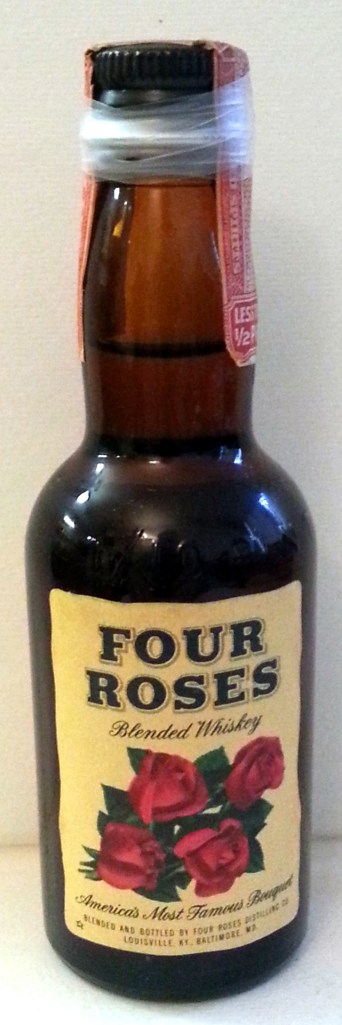 LESS
½ P
FOUR
ROSES
Blended Whiskey
America's Most Famous Bouquet
BLENDED AND BOTTLED BY FOUR ROSES DISTILLING CO.
LOUISVILLE, KY., BALTIMORE, MD.